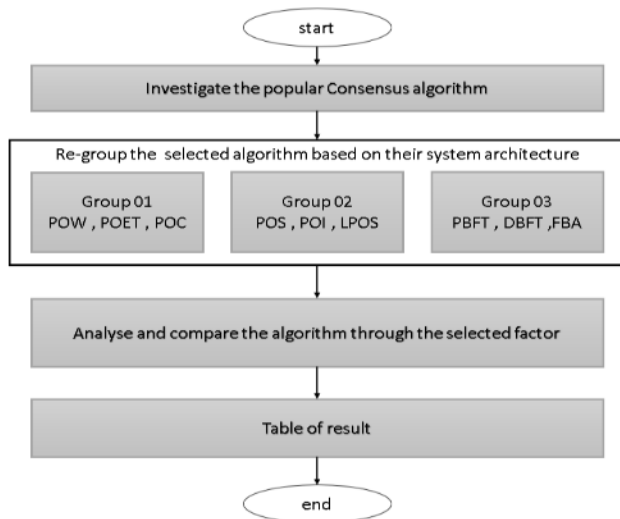 start
Investigate the popular Consensus algorithm
Re-group the selected algorithm based on their system architecture
Group 01
POW , POET , POC
Group 02
POS , POI , LPOS
Group 03
PBFT , DBFT ,FBA
Analyse and compare the algorithm through the selected factor
Table of result
end